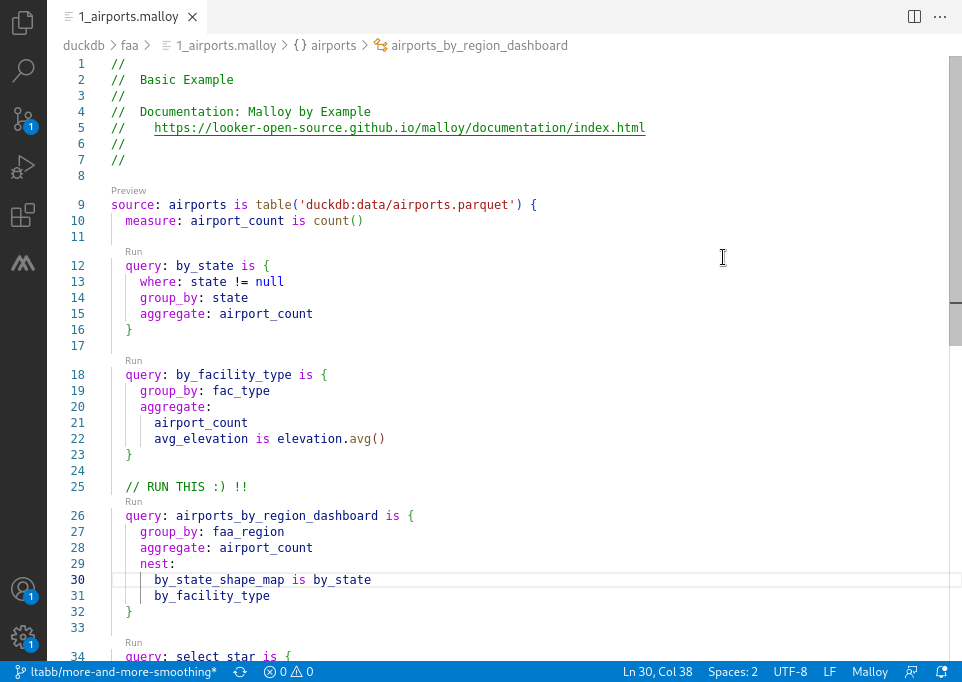 1_airports.malloy
duckdb faa 1_airports.malloy {} airports airports_by_region_dashboard
1 //
2 //  Basic Example
3 //
4 //  Documentation: Malloy by Example
5 //    https://looker-open-source.github.io/malloy/documentation/index.html
6 //
7 //
8
Preview
9 source: airports is table('duckdb:data/airports.parquet') {
10   measure: airport_count is count()
11
Run
12   query: by_state is {
13     where: state != null
14     group_by: state
15     aggregate: airport_count
16   }
17
Run
18   query: by_facility_type is {
19     group_by: fac_type
20     aggregate:
21       airport_count
22       avg_elevation is elevation.avg()
23   }
24
25   // RUN THIS :) !!
Run
26   query: airports_by_region_dashboard is {
27     group_by: faa_region
28     aggregate: airport_count
29     nest:
30       by_state_shape_map is by_state
31       by_facility_type
32   }
33
Run
34   query: select_star is {
1
1
1
ltabb/more-and-more-smoothing* 0 0 Ln 30, Col 38 Spaces: 2 UTF-8 LF Malloy